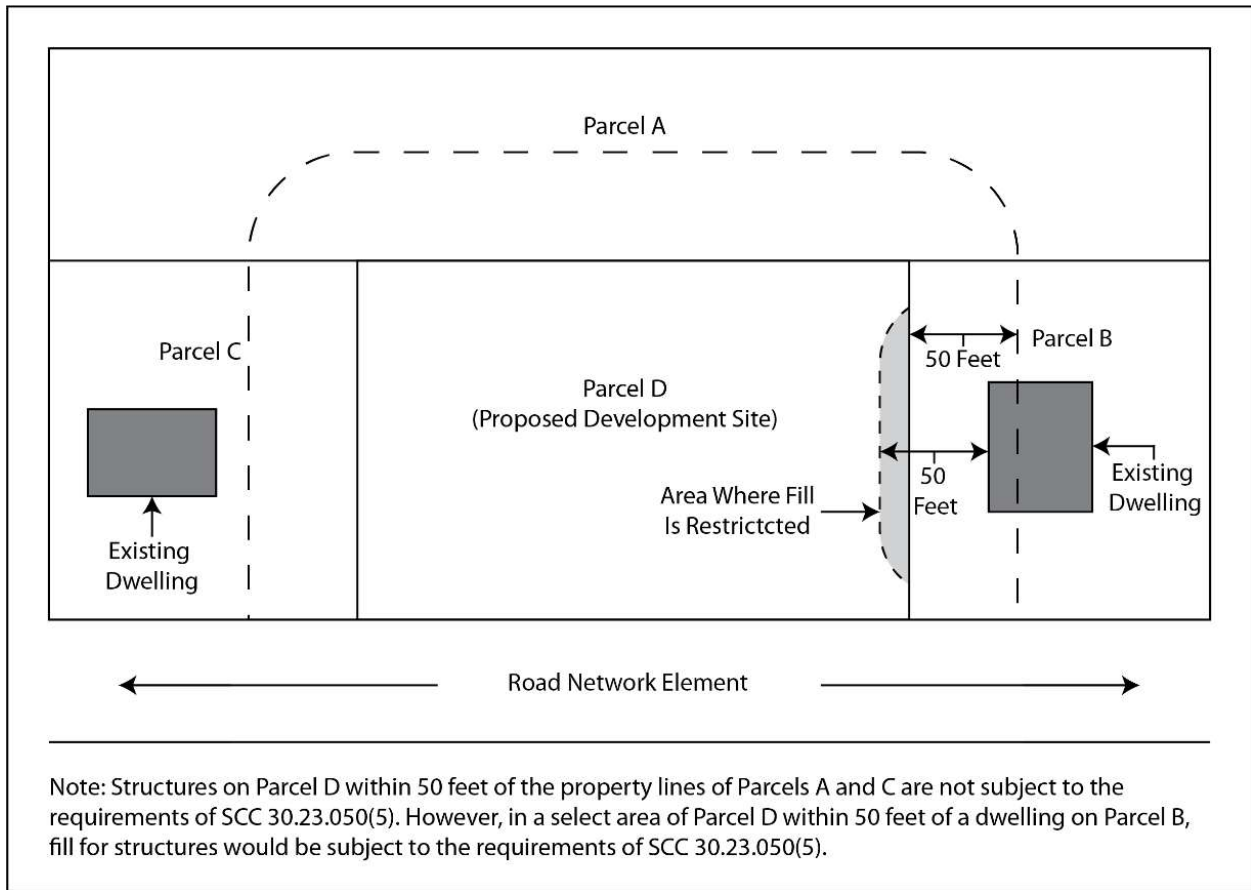 Parcel A
Parcel C
50 Feet
Parcel B
Parcel D
(Proposed Development Site)
Area Where Fill
Is Restrictcted
50
Feet
Existing
Dwelling
Existing
Dwelling
Road Network Element
Note: Structures on Parcel D within 50 feet of the property lines of Parcels A and C are not subject to the
requirements of SCC 30.23.050(5). However, in a select area of Parcel D within 50 feet of a dwelling on Parcel B,
fill for structures would be subject to the requirements of SCC 30.23.050(5).